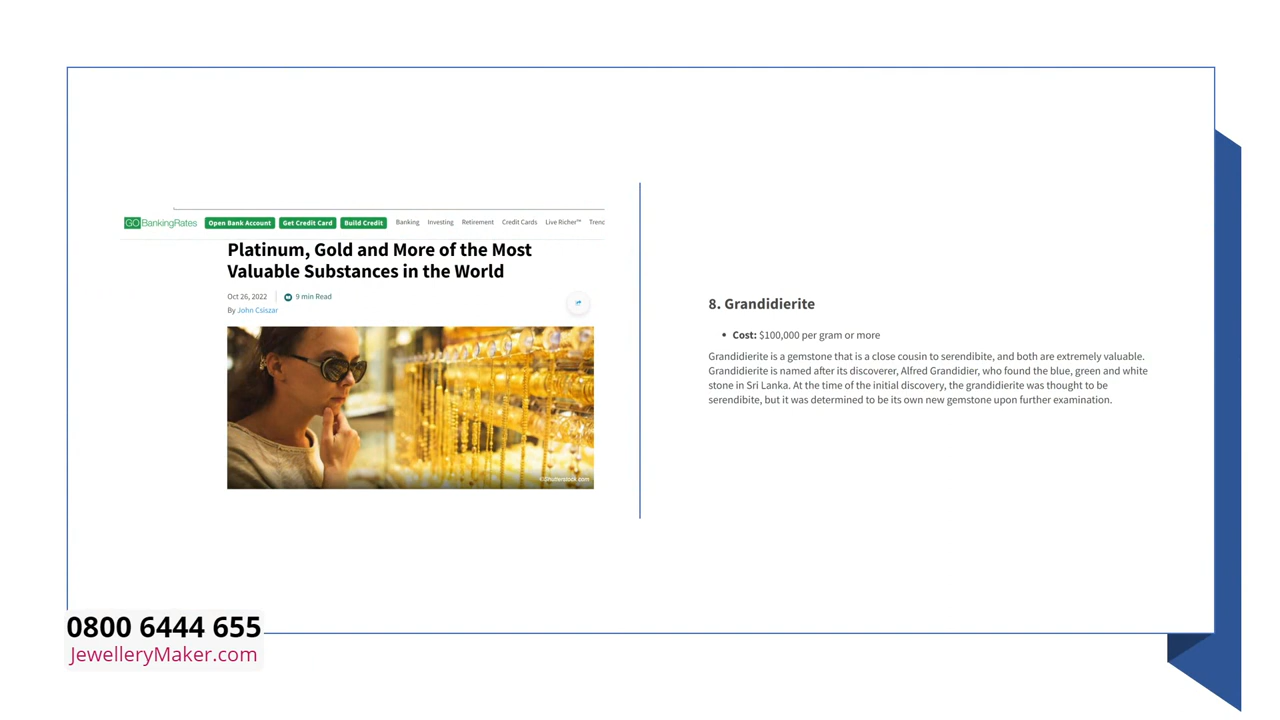 GOBankingRates Open Bank Account Get Credit Card Build Credit Banking Investing Retirement Credit Cards Live Richer™ Trenc
Platinum, Gold and More of the Most
Valuable Substances in the World
Oct 26, 2022 9 min Read
By John Csiszar
©Shutterstock.com
8. Grandidierite
• Cost: $100,000 per gram or more
Grandidierite is a gemstone that is a close cousin to serendibite, and both are extremely valuable.
Grandidierite is named after its discoverer, Alfred Grandidier, who found the blue, green and white
stone in Sri Lanka. At the time of the initial discovery, the grandidierite was thought to be
serendibite, but it was determined to be its own new gemstone upon further examination.
0800 6444 655
JewelleryMaker.com